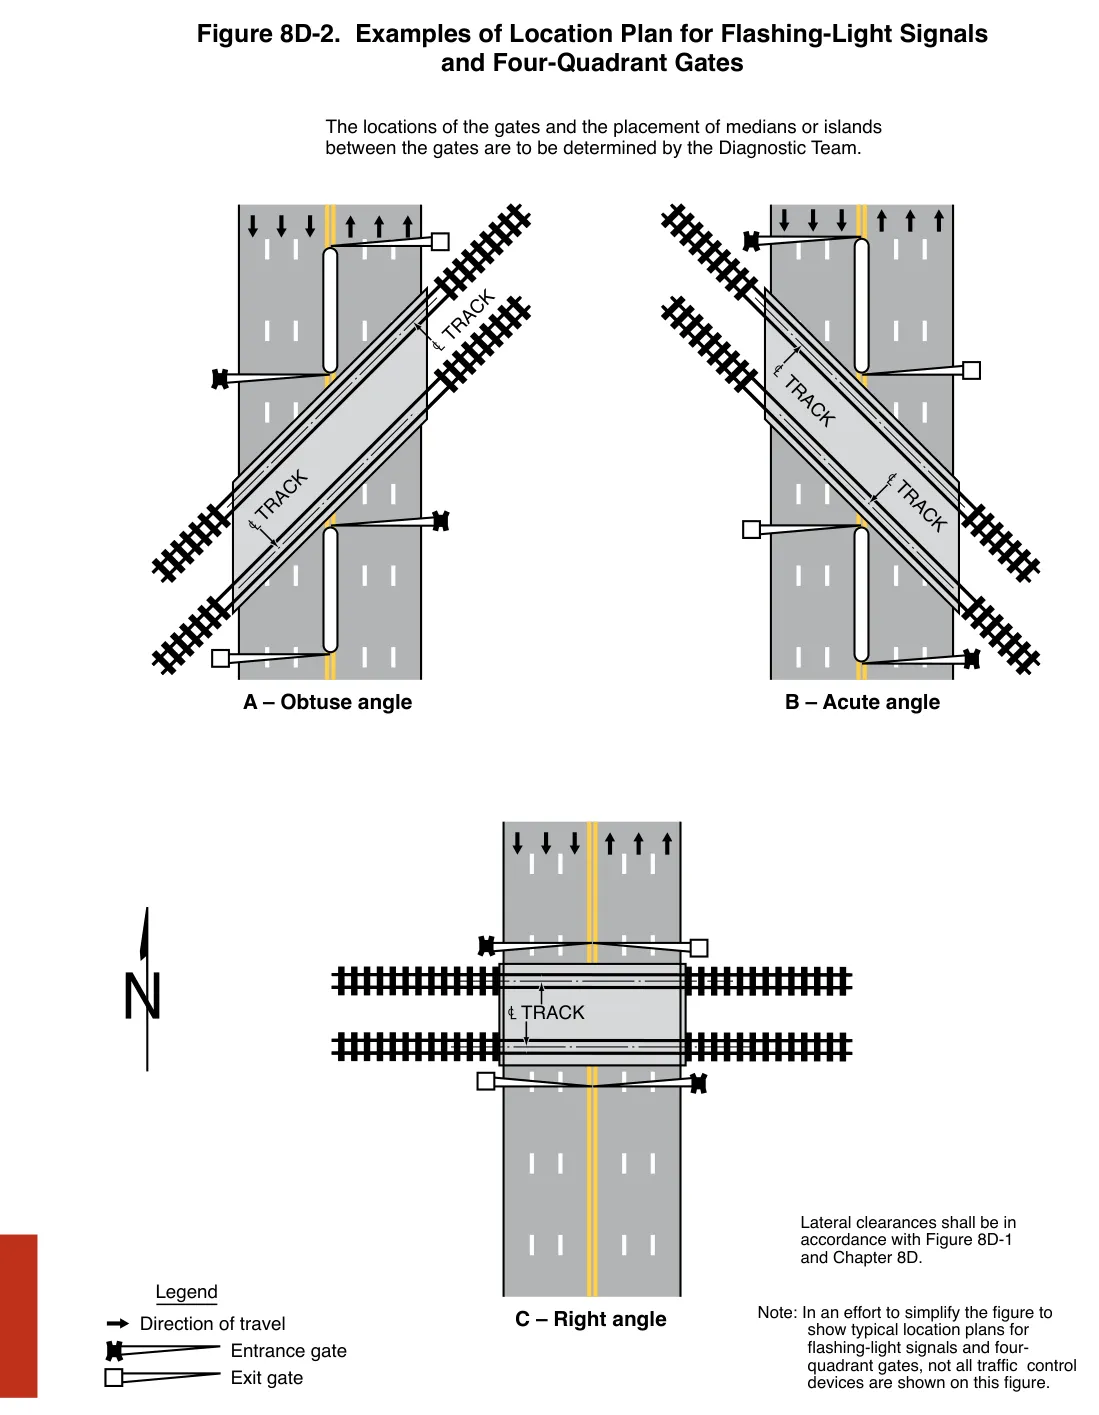 Figure 8D-2.  Examples of Location Plan for Flashing-Light Signals
and Four-Quadrant Gates
The locations of the gates and the placement of medians or islands
between the gates are to be determined by the Diagnostic Team.
℄ TRACK
℄ TRACK
A – Obtuse angle
℄ TRACK
℄ TRACK
B – Acute angle
N
℄ TRACK
C – Right angle
Legend
Direction of travel
Entrance gate
Exit gate
Lateral clearances shall be in
accordance with Figure 8D-1
and Chapter 8D.
Note: In an effort to simplify the figure to
show typical location plans for
flashing-light signals and four-
quadrant gates, not all traffic  control
devices are shown on this figure.